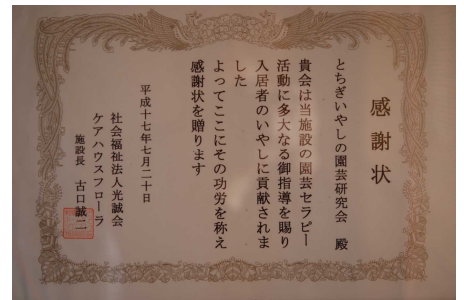 感謝状
とちぎいやしの園芸研究会 殿
貴会は当施設の園芸セラピー
活動に多大なる御指導を賜り
入居者のいやしに貢献されま
した
よってここにその功労を称え
感謝状を贈ります
平成十七年七月二十日
社会福祉法人光誠会
ケアハウスフローラ
施設長 古口誠二